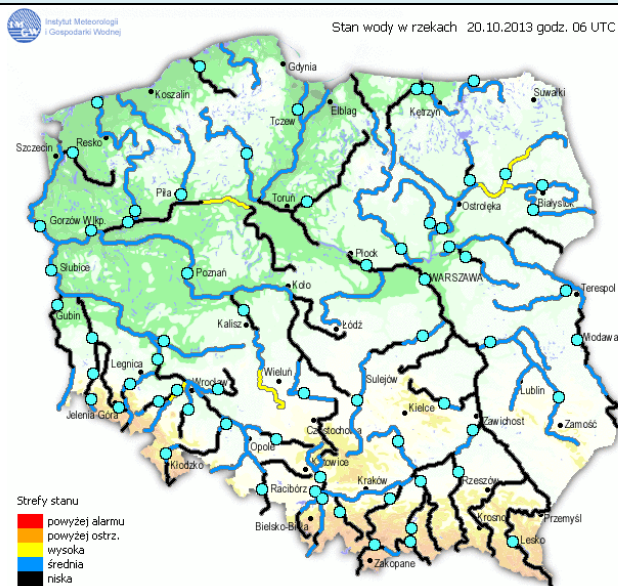 IMGW
Instytut Meteorologii
i Gospodarki Wodnej
Stan wody w rzekach 20.10.2013 godz. 06 UTC
Gdynia
Koszalin
Suwałki
Elbląg
Kętrzyn
Tczew
Resko
Szczecin
Piła
Toruń
Ostrołęka
Białystok
Gorzów Wlkp.
Płock
Słubice
Poznań
WARSZAWA
Koło
Terespol
Gubin
Kalisz
Łódź
Włodawa
Legnica
Wieluń
Sulejów
Wrocław
Lublin
Jelenia Góra
Kielce
Częstochowa
Zawichost
Zamość
Opole
Kłodzko
Katowice
Racibórz
Kraków
Rzeszów
Bielsko-Biała
Krosno
Przemyśl
Lesko
Zakopane
Strefy stanu
powyżej alarmu
powyżej ostrz.
wysoka
średnia
niska